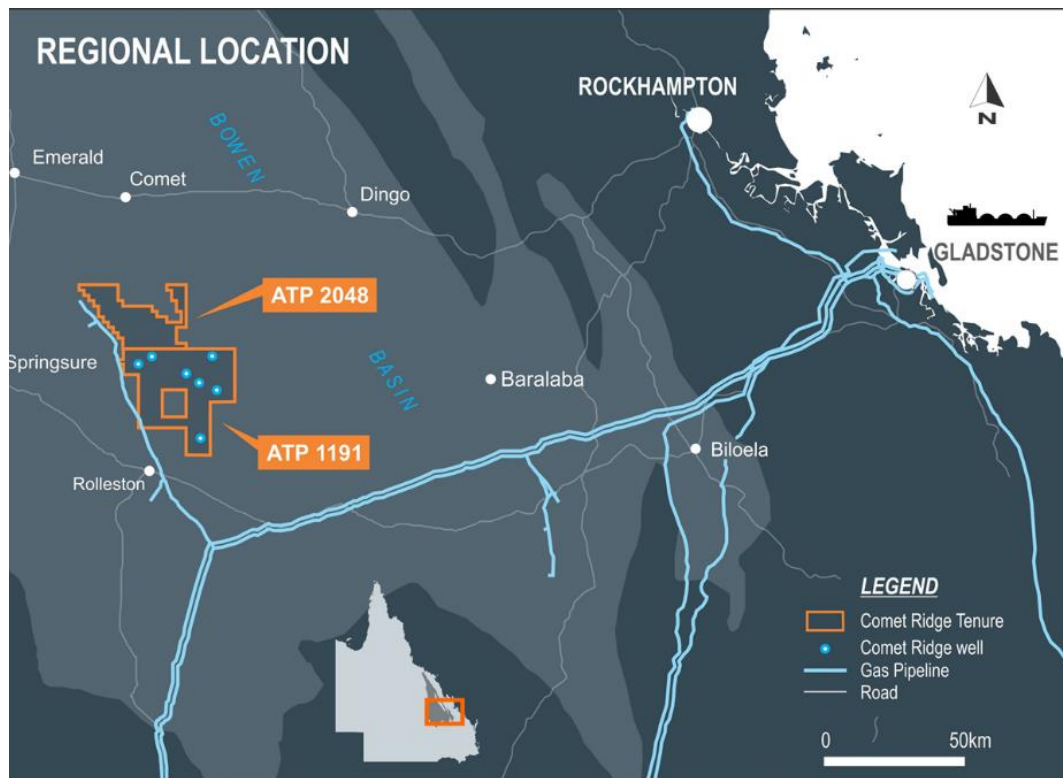 REGIONAL LOCATION
ROCKHAMPTON
N
BOWEN
Emerald
Comet
Dingo
GLADSTONE
ATP 2048
Springsure
BASIN
Baralaba
ATP 1191
Biloela
Rolleston
LEGEND
Comet Ridge Tenure
Comet Ridge well
Gas Pipeline
Road
0 50km